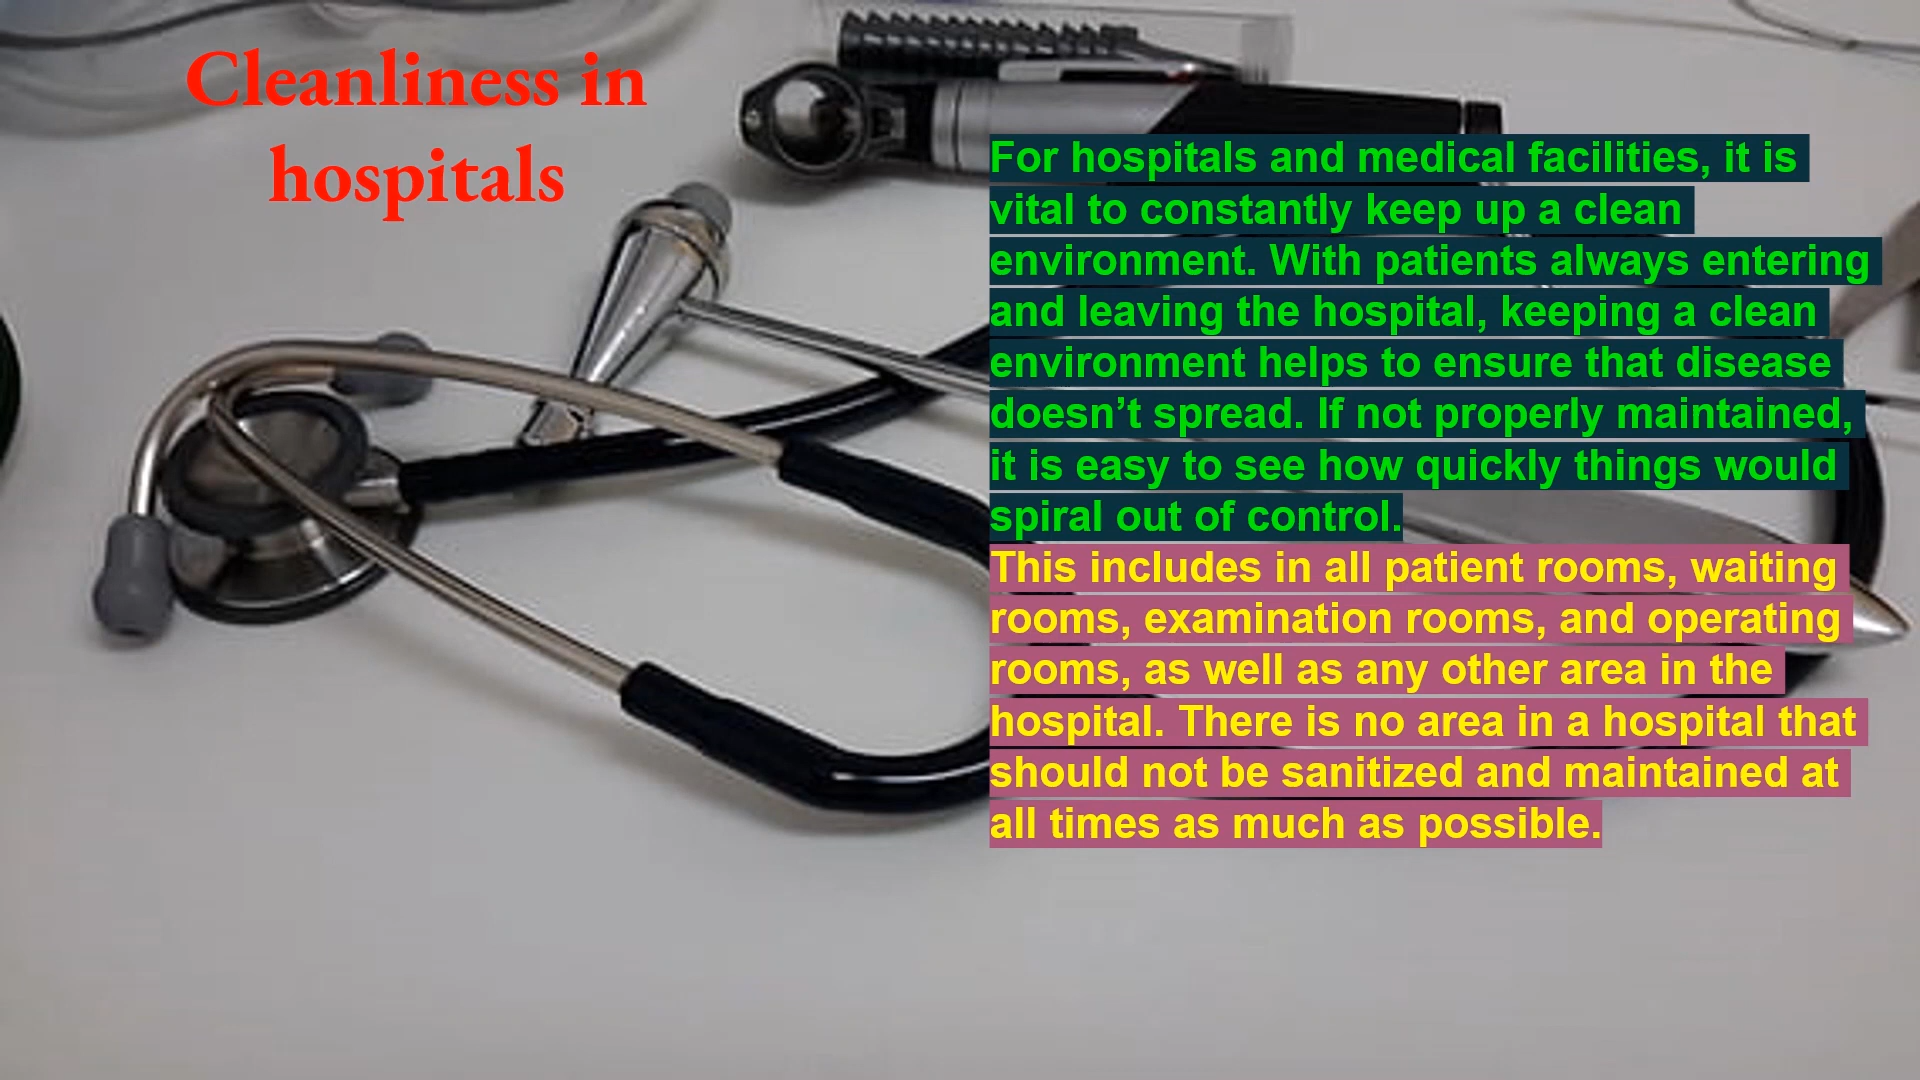 Cleanliness in
hospitals
For hospitals and medical facilities, it is
vital to constantly keep up a clean
environment. With patients always entering
and leaving the hospital, keeping a clean
environment helps to ensure that disease
doesn’t spread. If not properly maintained,
it is easy to see how quickly things would
spiral out of control.
This includes in all patient rooms, waiting
rooms, examination rooms, and operating
rooms, as well as any other area in the
hospital. There is no area in a hospital that
should not be sanitized and maintained at
all times as much as possible.